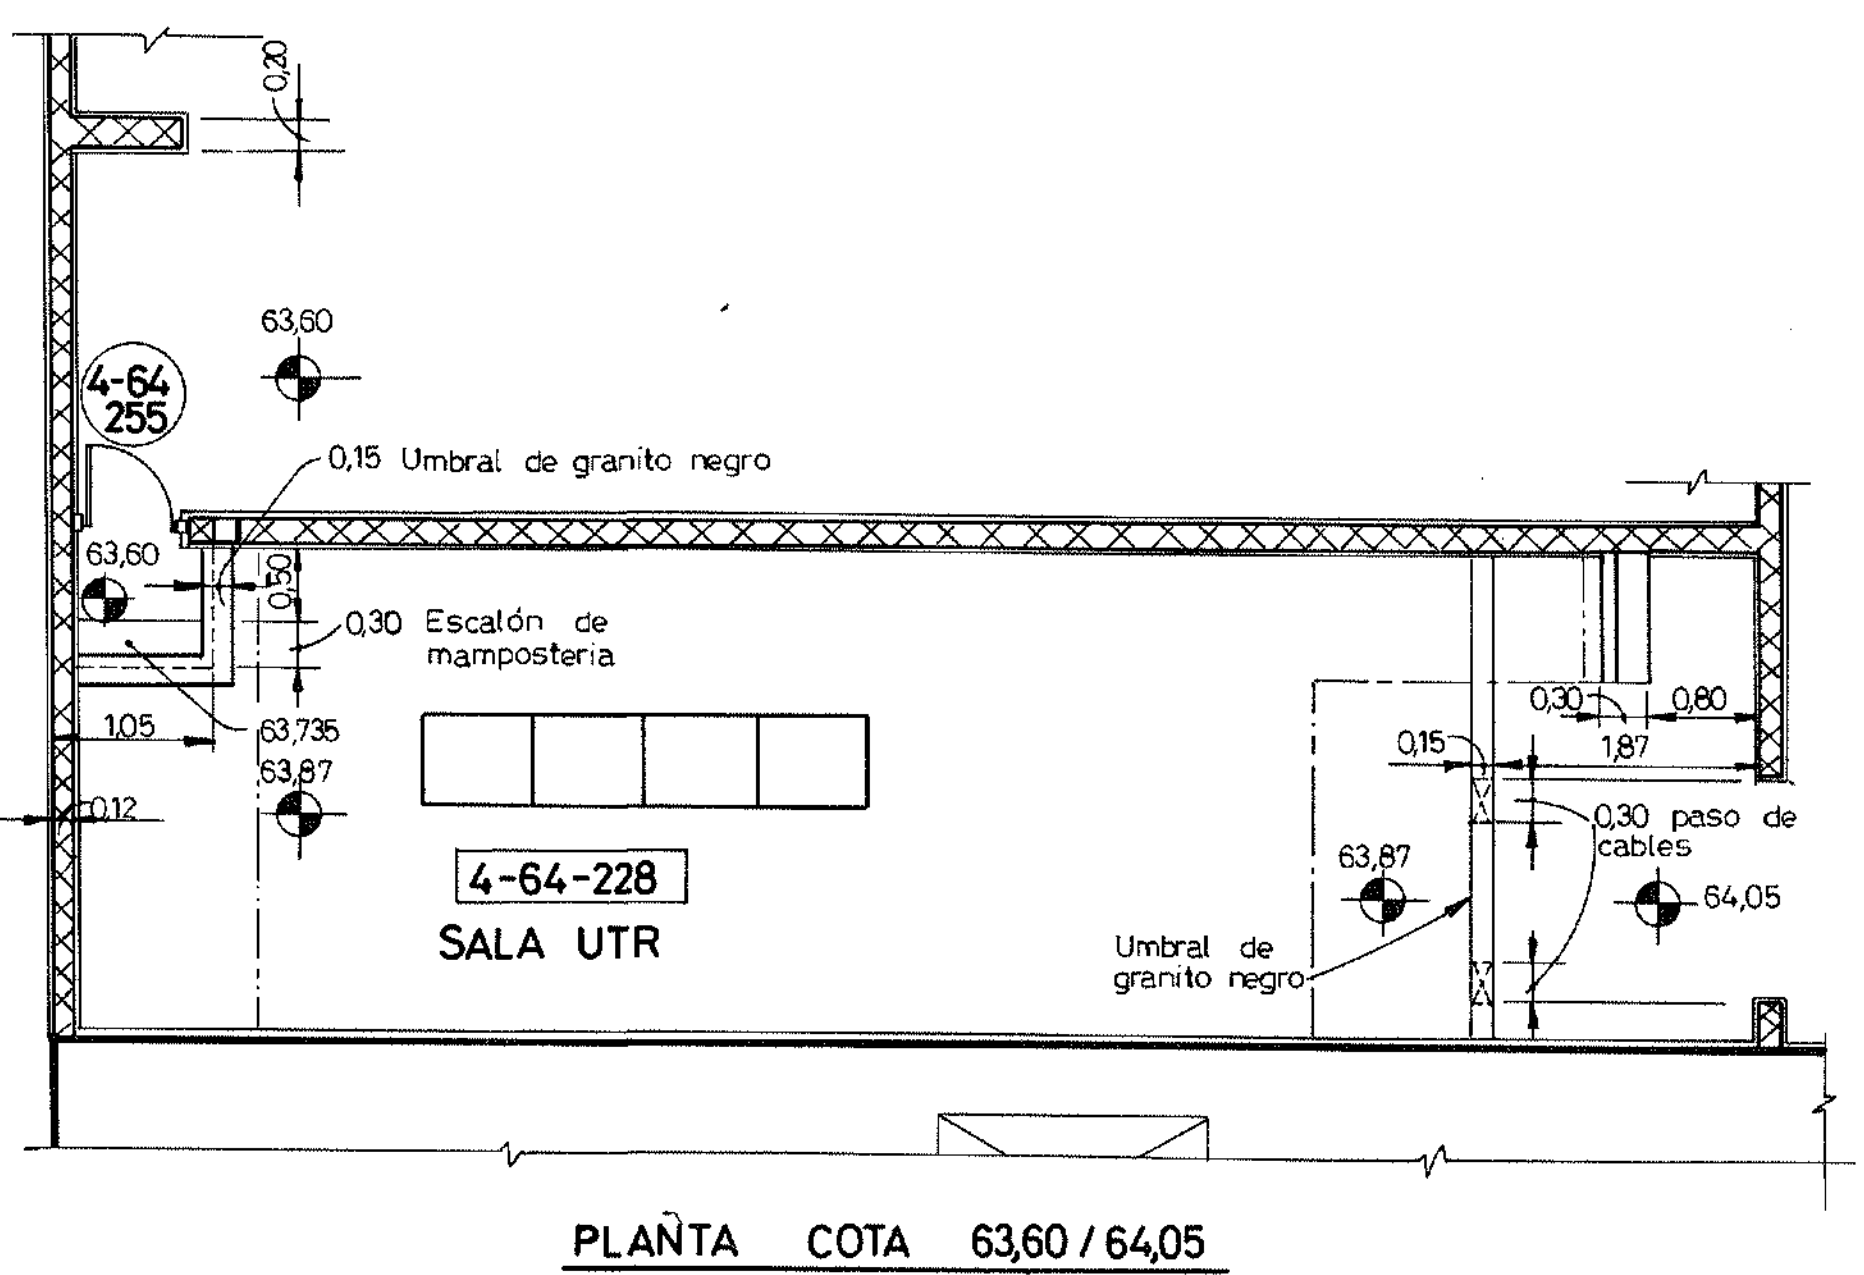 0,20
63,60
4-64
255
0,15 Umbral de granito negro
63,60
0,50
0,30 Escalón de
mamposteria
1,05
63,735
63,87
0,12
4-64-228
SALA UTR
0,30
0,80
0,15
1,87
0,30 paso de
cables
63,87
64,05
Umbral de
granito negro
PLANTA COTA 63,60 / 64,05